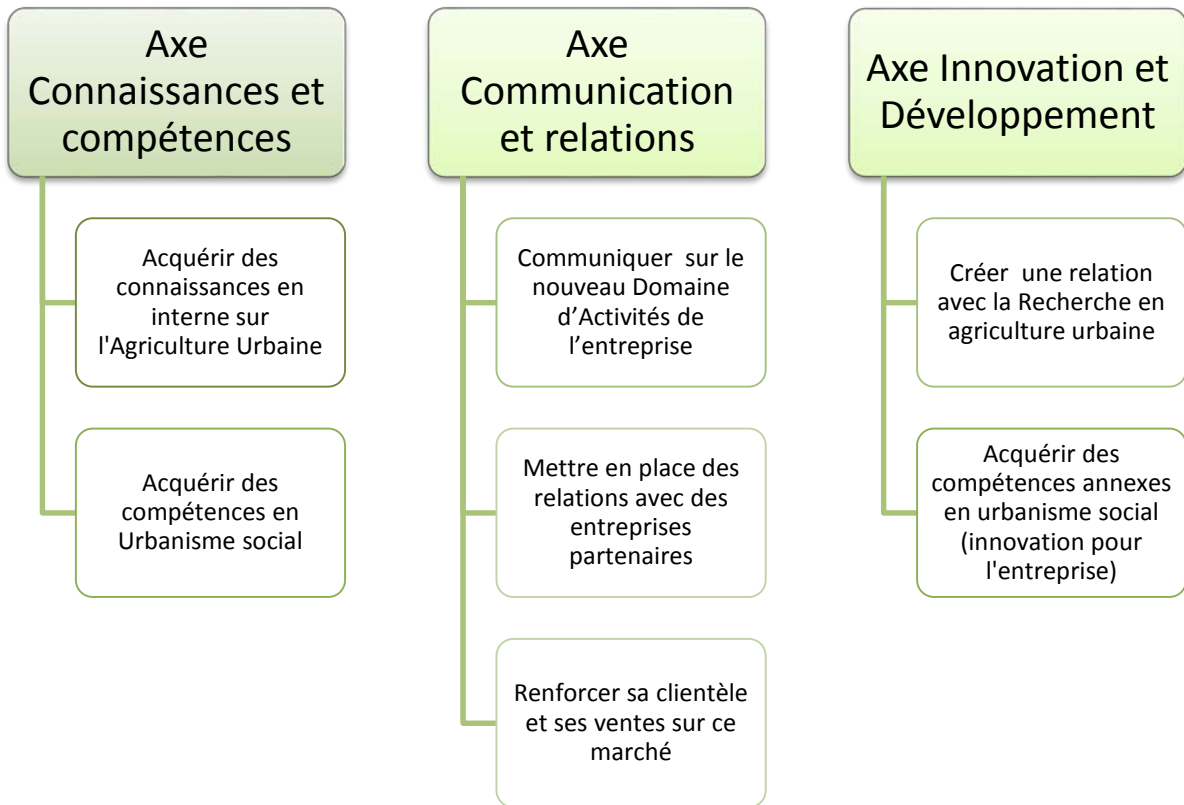 Axe
Connaissances et
compétences
Acquérir des
connaissances en
interne sur
l'Agriculture Urbaine
Acquérir des
compétences en
Urbanisme social
Axe
Communication
et relations
Communiquer sur le
nouveau Domaine
d’Activités de
l’entreprise
Mettre en place des
relations avec des
entreprises
partenaires
Renforcer sa clientèle
et ses ventes sur ce
marché
Axe Innovation et
Développement
Créer une relation
avec la Recherche en
agriculture urbaine
Acquérir des
compétences annexes
en urbanisme social
(innovation pour
l'entreprise)